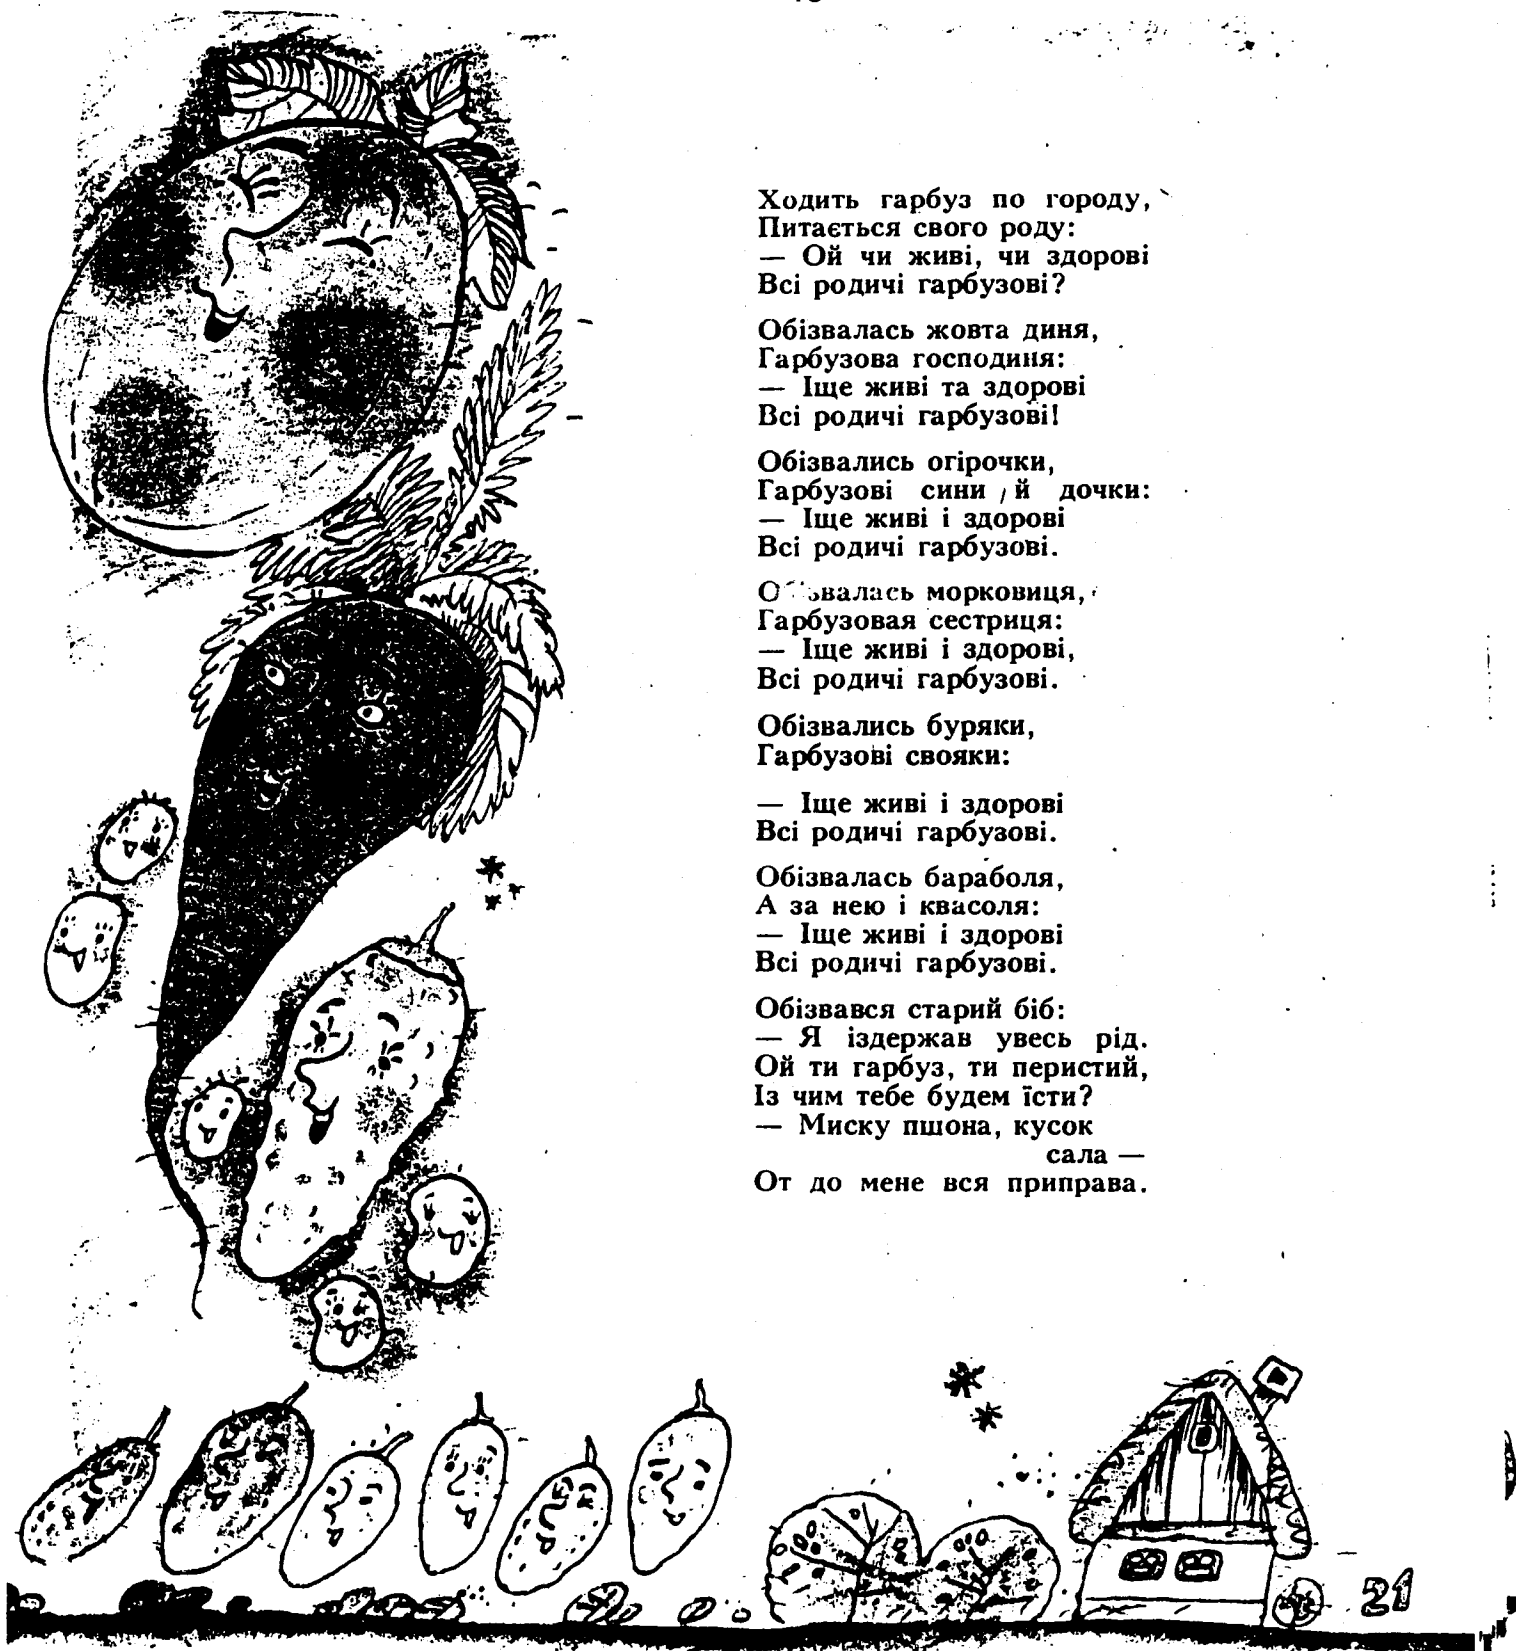 Ходить гарбуз по городу,
Питається свого роду:
— Ой чи живі, чи здорові
Всі родичі гарбузові?
Обізвалась жовта диня,
Гарбузова господиня:
— Іще живі та здорові
Всі родичі гарбузові!
Обізвались огірочки,
Гарбузові сини й дочки:
— Іще живі і здорові
Всі родичі гарбузові.
Обізвалась морковиця,
Гарбузовая сестриця:
— Іще живі і здорові,
Всі родичі гарбузові.
Обізвались буряки,
Гарбузові свояки:
— Іще живі і здорові
Всі родичі гарбузові.
Обізвалась бараболя,
А за нею і квасоля:
— Іще живі і здорові
Всі родичі гарбузові.
Обізвався старий біб:
— Я іздержав увесь рід.
Ой ти гарбуз, ти перистий,
Із чим тебе будем їсти?
— Миску пшона, кусок
сала —
От до мене вся приправа.
21